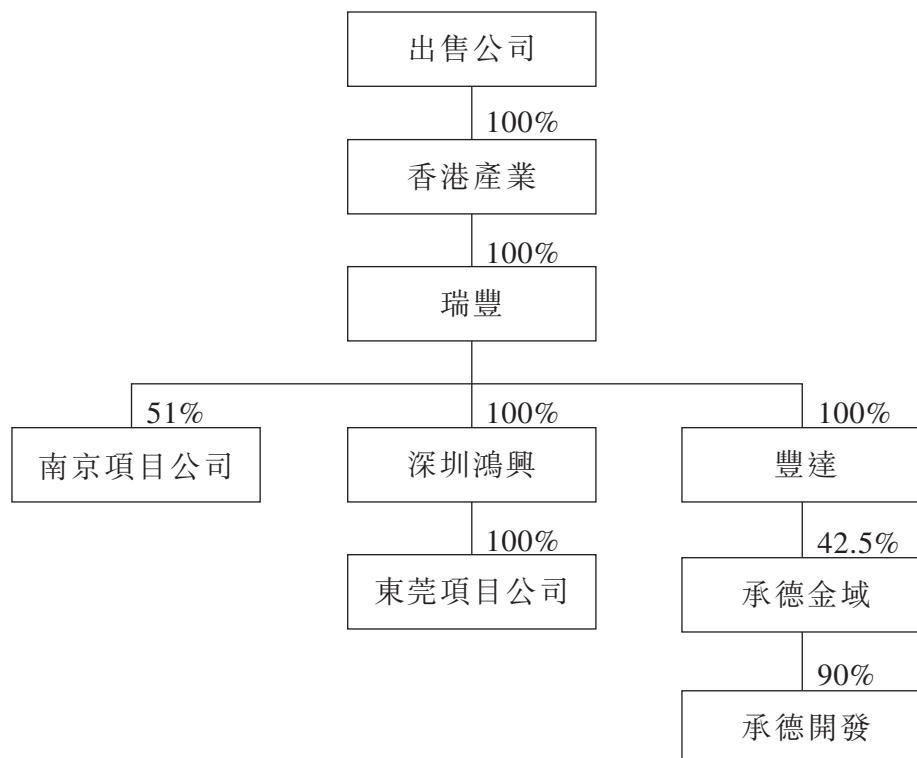 出售公司
100%
香港產業
100%
瑞豐
51%
100%
100%
南京項目公司
深圳鴻興
豐達
100%
42.5%
東莞項目公司
承德金域
90%
承德開發